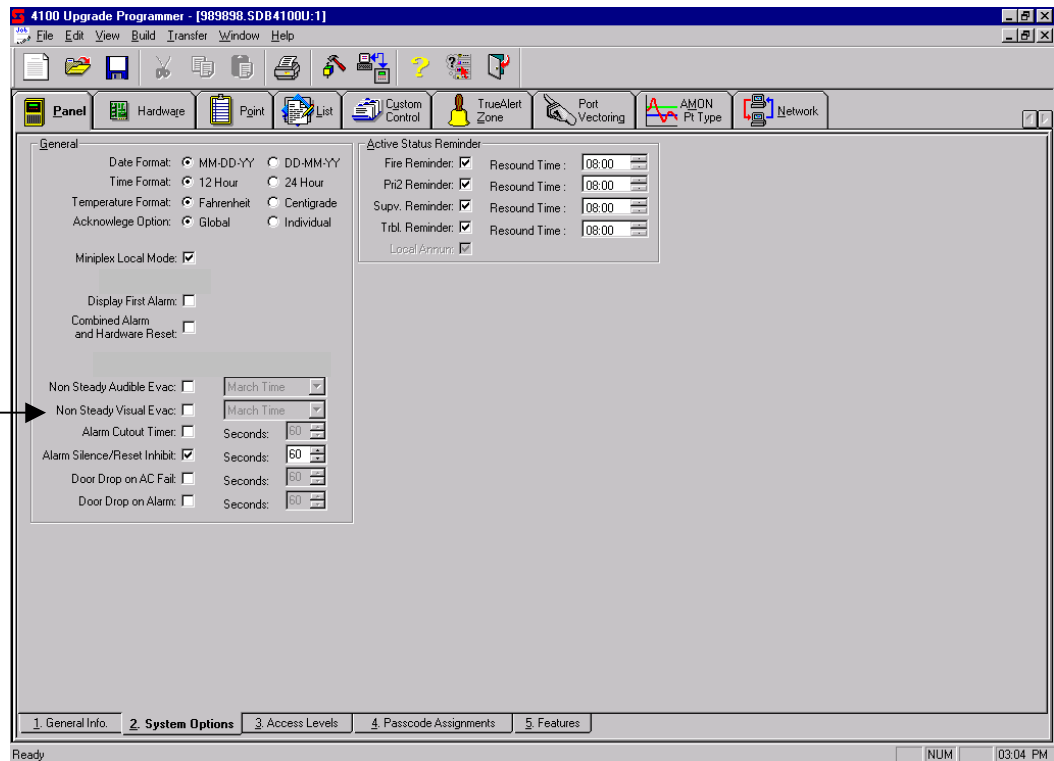 4100 Upgrade Programmer - [989898.SDB4100U:1]
File Edit View Build Transfer Window Help
Panel Hardware Point List Custom Control TrueAlert Zone Port Vectoring AMON Pt Type Network
General
Date Format: MM-DD-YY DD-MM-YY
Time Format: 12 Hour 24 Hour
Temperature Format: Fahrenheit Centigrade
Acknowlege Option: Global Individual
Miniplex Local Mode:
Display First Alarm:
Combined Alarm
and Hardware Reset:
Non Steady Audible Evac: March Time
Non Steady Visual Evac: March Time
Alarm Cutout Timer: Seconds: 60
Alarm Silence/Reset Inhibit: Seconds: 60
Door Drop on AC Fail: Seconds: 60
Door Drop on Alarm: Seconds: 60
Active Status Reminder
Fire Reminder: Resound Time : 08:00
Pri2 Reminder: Resound Time : 08:00
Supv. Reminder: Resound Time : 08:00
Trbl. Reminder: Resound Time : 08:00
Local Annun:
1. General Info. 2. System Options 3. Access Levels 4. Passcode Assignments 5. Features
Ready NUM 03:04 PM